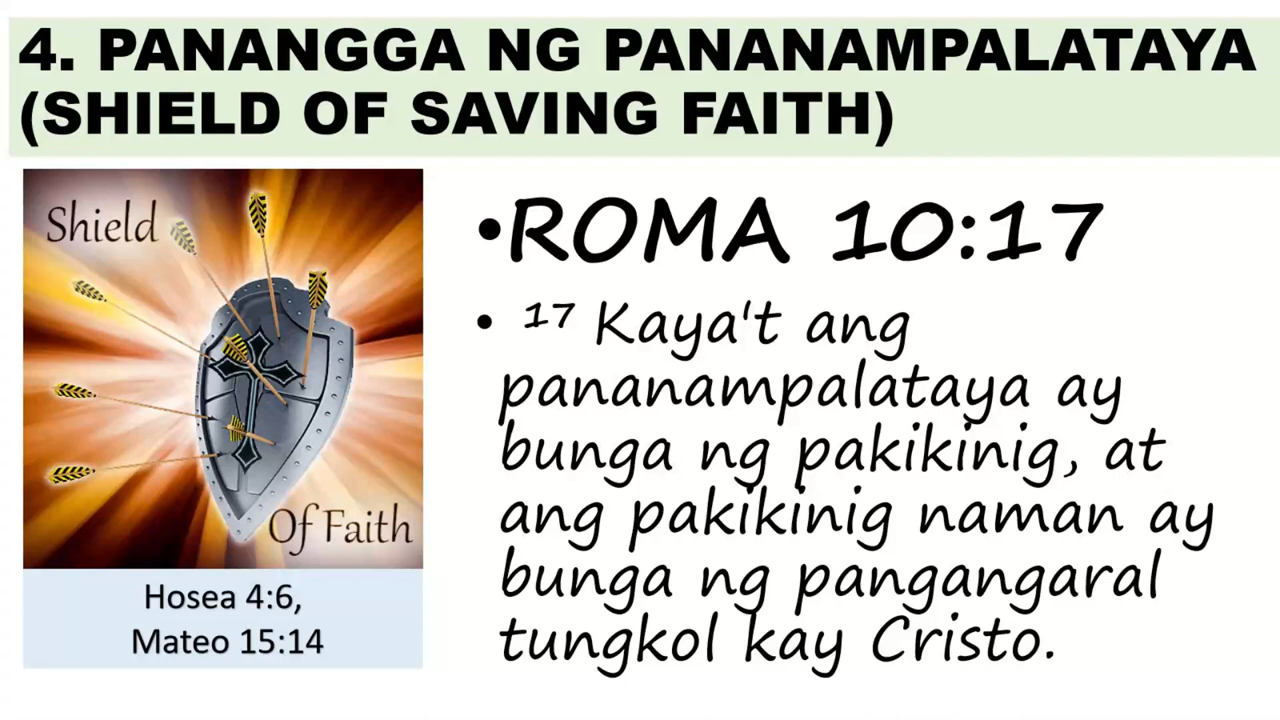 4. PANANGGA NG PANANAMPALATAYA
(SHIELD OF SAVING FAITH)
Shield
Of Faith
Hosea 4:6,
Mateo 15:14
•ROMA 10:17
• 17 Kaya't ang
pananampalataya ay
bunga ng pakikinig, at
ang pakikinig naman ay
bunga ng pangangaral
tungkol kay Cristo.